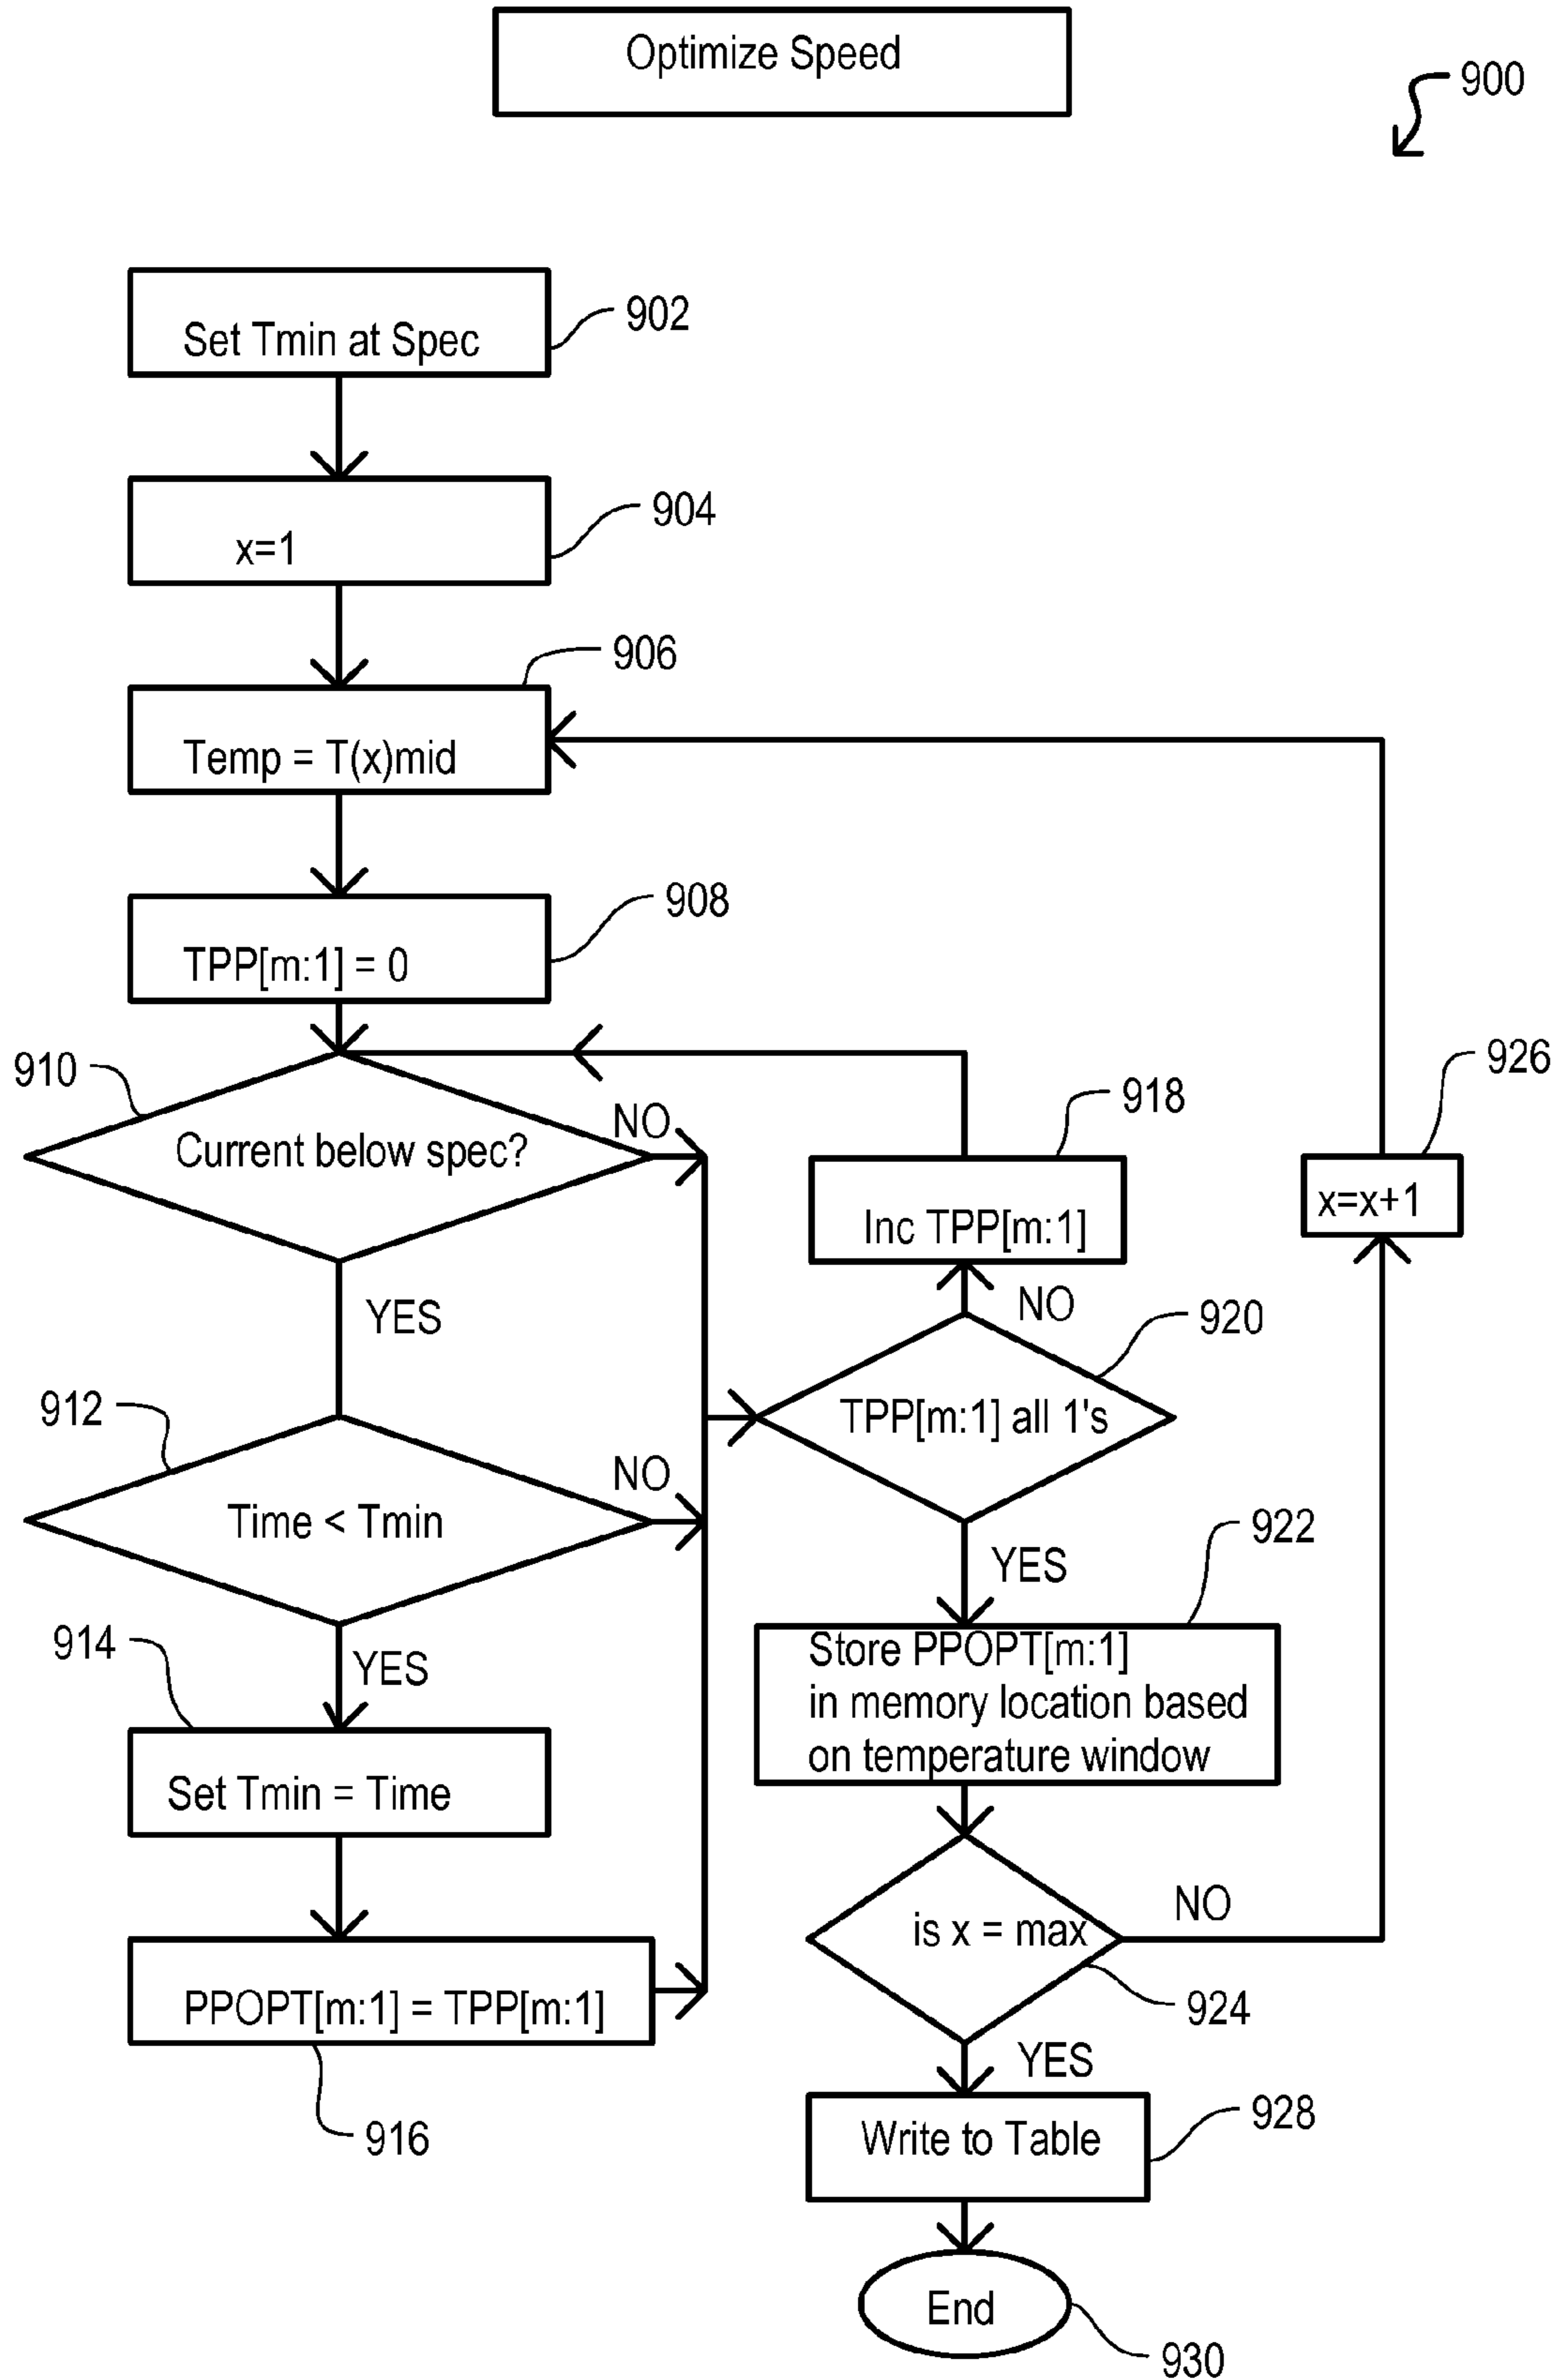 Optimize Speed
900
Set Tmin at Spec
902
x=1
904
906
Temp = T(x)mid
908
TPP[m:1] = 0
910
Current below spec?
NO
YES
912
Time < Tmin
NO
YES
914
Set Tmin = Time
PPOPT[m:1] = TPP[m:1]
916
918
Inc TPP[m:1]
NO
920
TPP[m:1] all 1's
YES
922
Store PPOPT[m:1]
in memory location based
on temperature window
is x = max
NO
924
926
x=x+1
YES
Write to Table
928
End
930